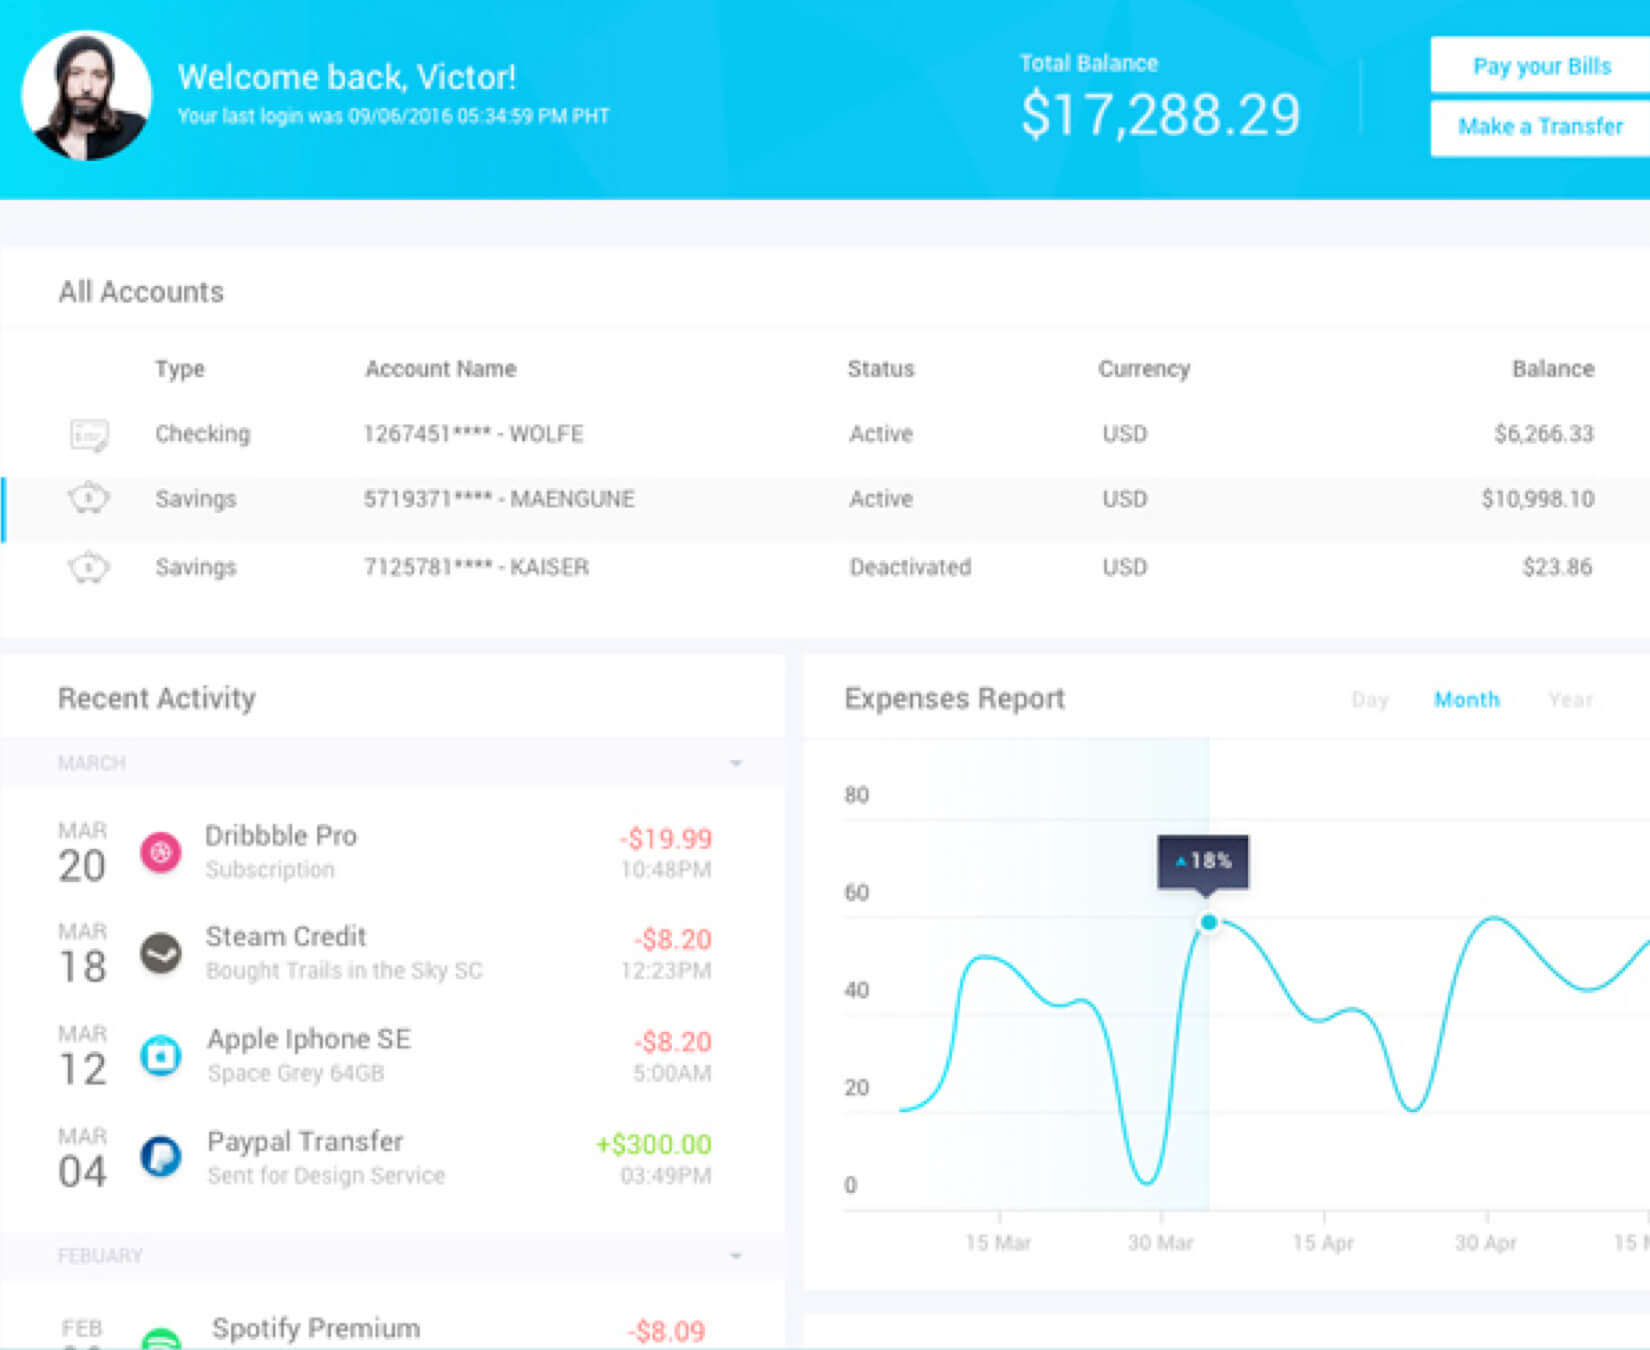 Welcome back, Victor!
Your last login was 09/06/2016 05:34:59 PM PHT
Total Balance
$17,288.29
Pay your Bills
Make a Transfer
All Accounts
Type Account Name Status Currency Balance
Checking 1267451**** - WOLFE Active USD $6,266.33
Savings 5719371**** - MAENGUNE Active USD $10,998.10
Savings 7125781**** - KAISER Deactivated USD $23.86
Recent Activity
MARCH
MAR 20 Dribbble Pro -$19.99
Subscription 10:48PM
MAR 18 Steam Credit -$8.20
Bought Trails in the Sky SC 12:23PM
MAR 12 Apple Iphone SE -$8.20
Space Grey 64GB 5:00AM
MAR 04 Paypal Transfer +$300.00
Sent for Design Service 03:49PM
FEBUARY
FEB Spotify Premium -$8.09
Expenses Report
Day Month Year
80
18%
60
40
20
0
15 Mar 30 Mar 15 Apr 30 Apr 15